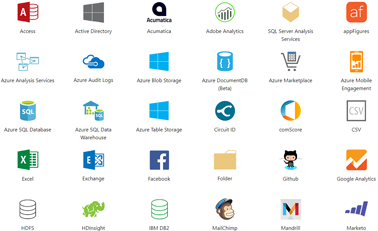 Access
Active Directory
Acumatica
Acumatica
Adobe Analytics
SQL Server Analysis
Services
appFigures
Azure Analysis Services
Azure Audit Logs
Azure Blob Storage
Azure DocumentDB
(Beta)
Azure Marketplace
Azure Mobile
Engagement
SQL
SQL
Azure SQL Database
Azure SQL Data
Warehouse
Azure Table Storage
Circuit ID
comScore
CSV
CSV
Excel
Exchange
Facebook
Folder
Github
Google Analytics
HDFS
HDInsight
IBM DB2
MailChimp
Mandrill
Marketo